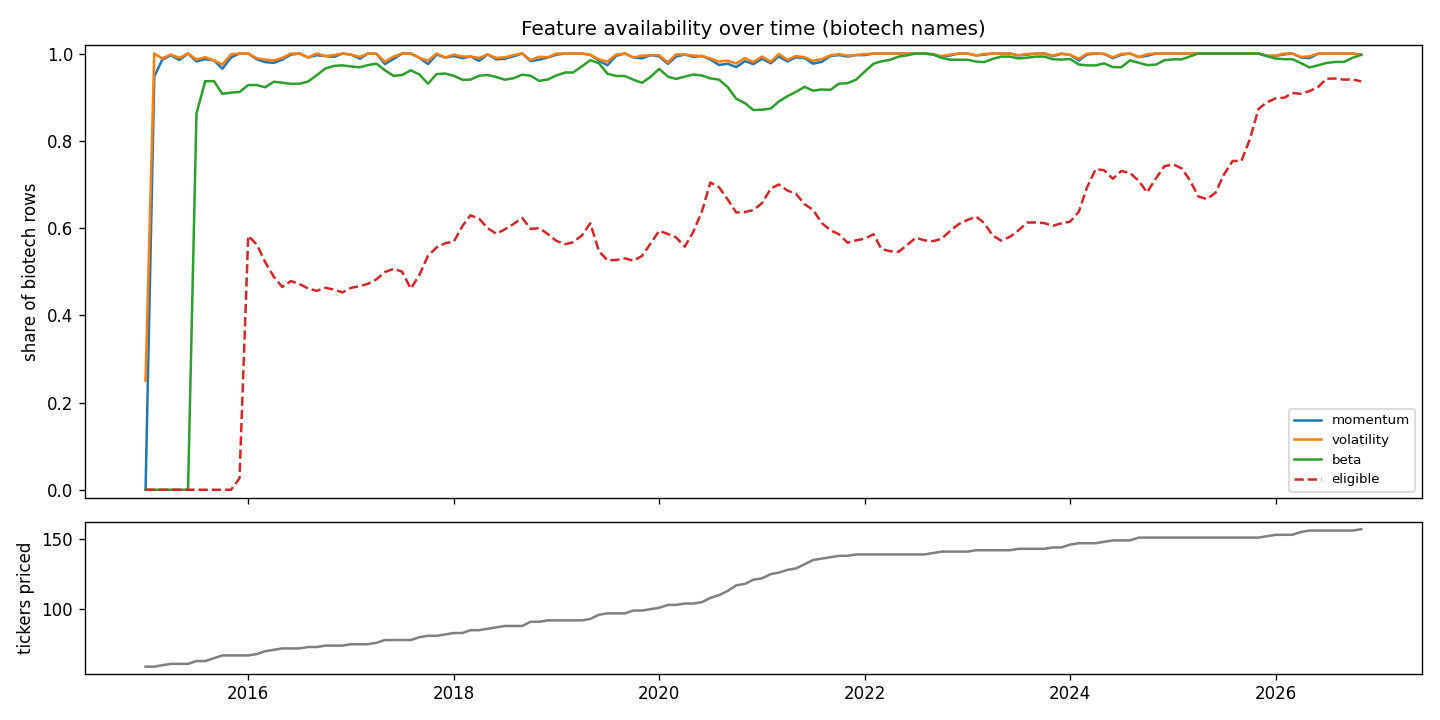 Feature availability over time (biotech names)
share of biotech rows
1.0
0.8
0.6
0.4
0.2
0.0
momentum
volatility
beta
eligible
tickers priced
150
100
2016
2018
2020
2022
2024
2026